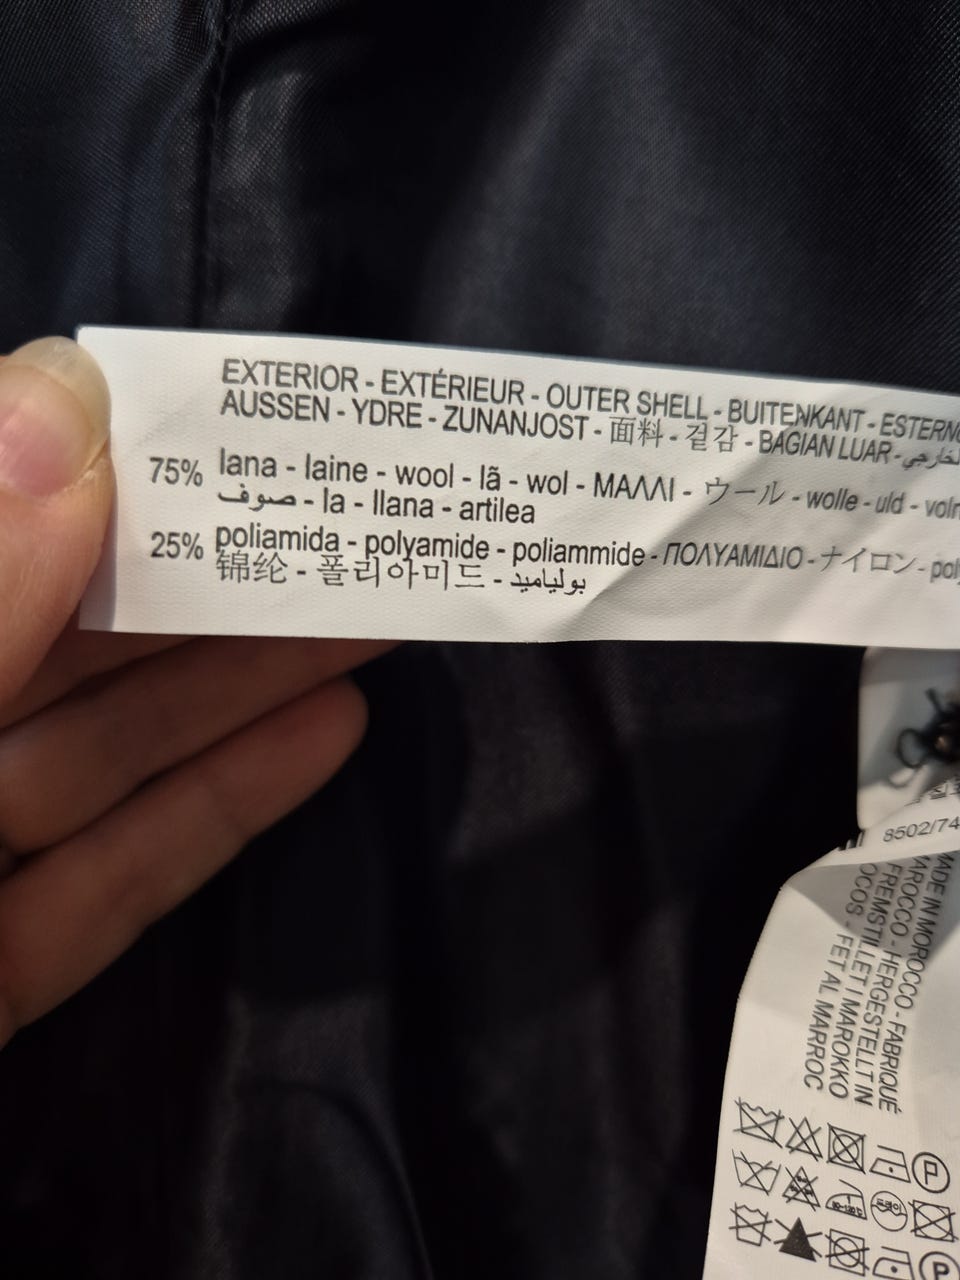 EXTERIOR - EXTÉRIEUR - OUTER SHELL - BUITENKANT - ESTERNO
AUSSEN - YDRE - ZUNANJOST - 面料 - 겉감 - BAGIAN LUAR -
75% lana - laine - wool - lã - wol - ΜΑΛΛΙ - ウール - wolle - uld -
صوف - la - llana - artilea
25% poliamida - polyamide - poliammide - ΠΟΛΥΑΜΙΔΙΟ - ナイロン -
锦纶 - 폴리아미드 - بولياميد
8502/74
MADE IN MOROCCO - FABRIQUÉ
MAROCCO - HERGESTELLT IN
FREMSTILLET I MAROKKO
FET AL MARROC
P
P